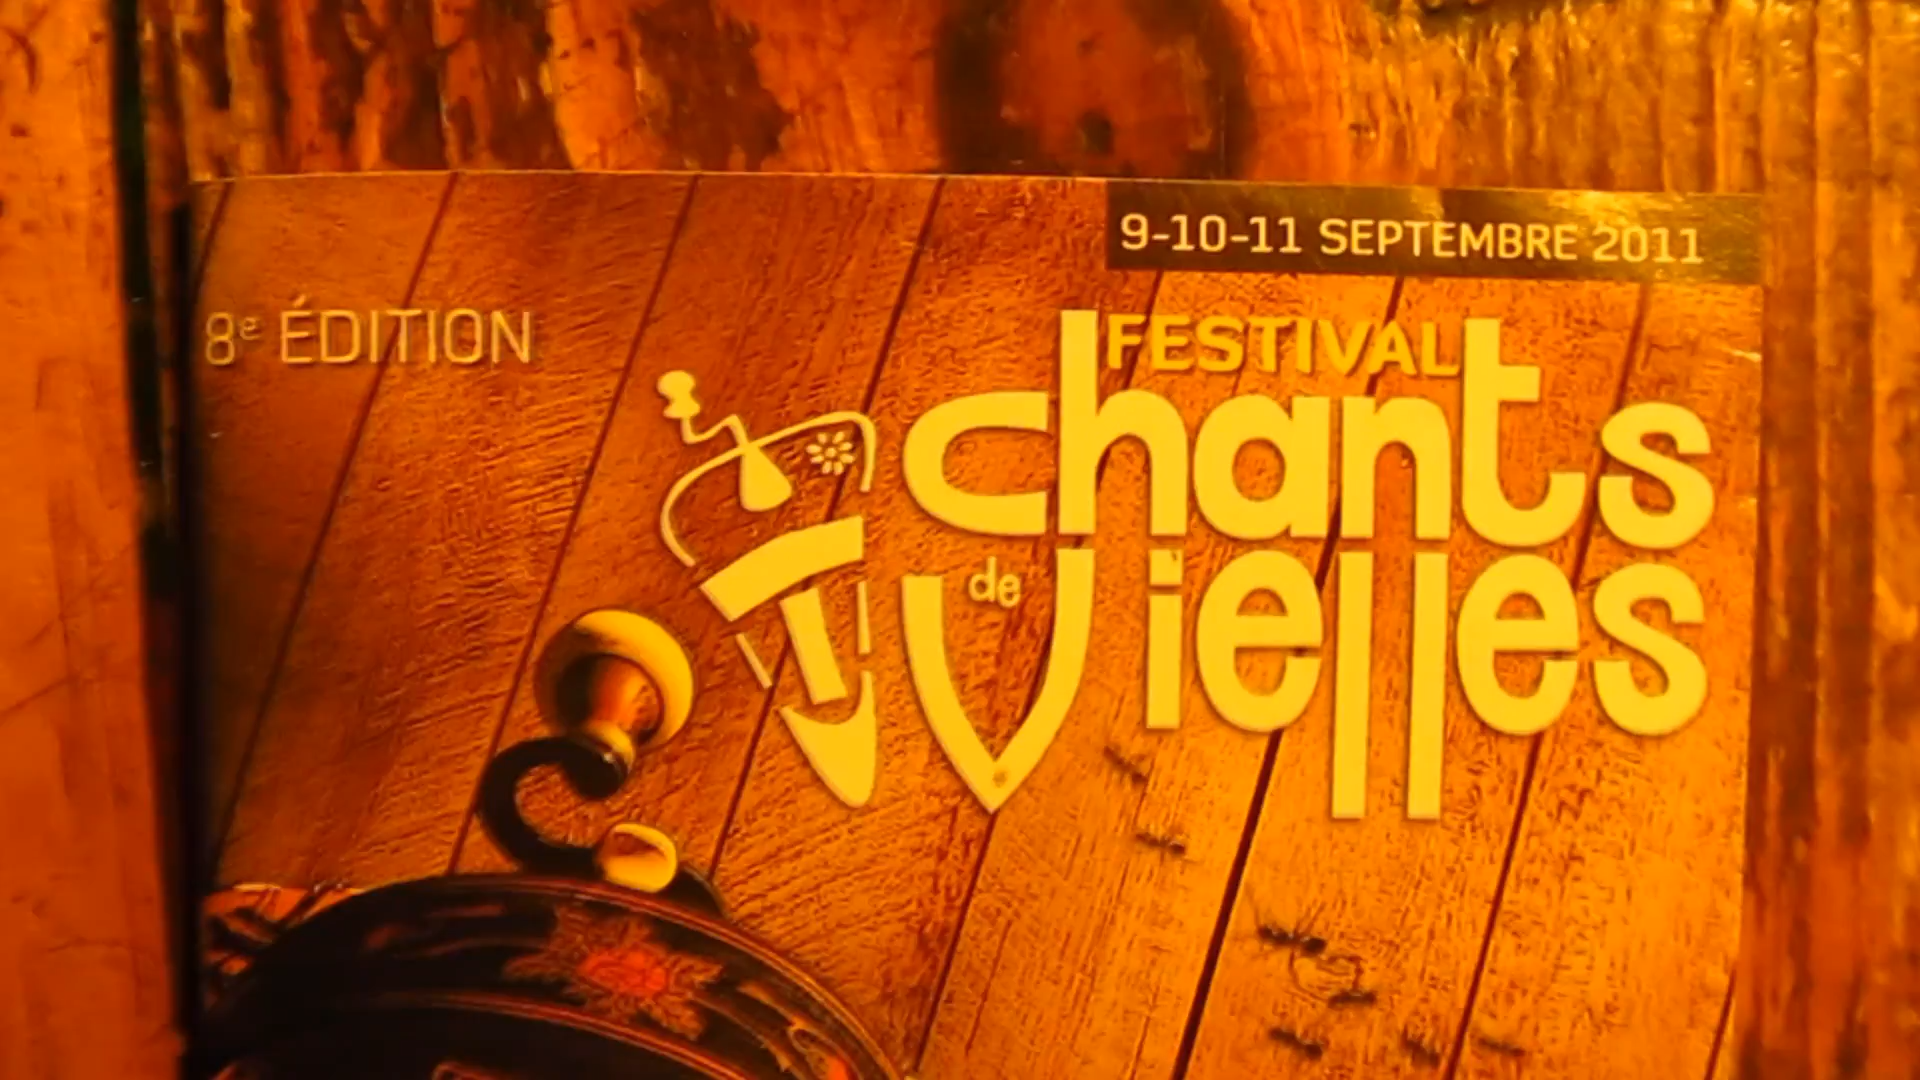 9-10-11 SEPTEMBRE 2011
8e ÉDITION
FESTIVAL
chants
de
Vielles